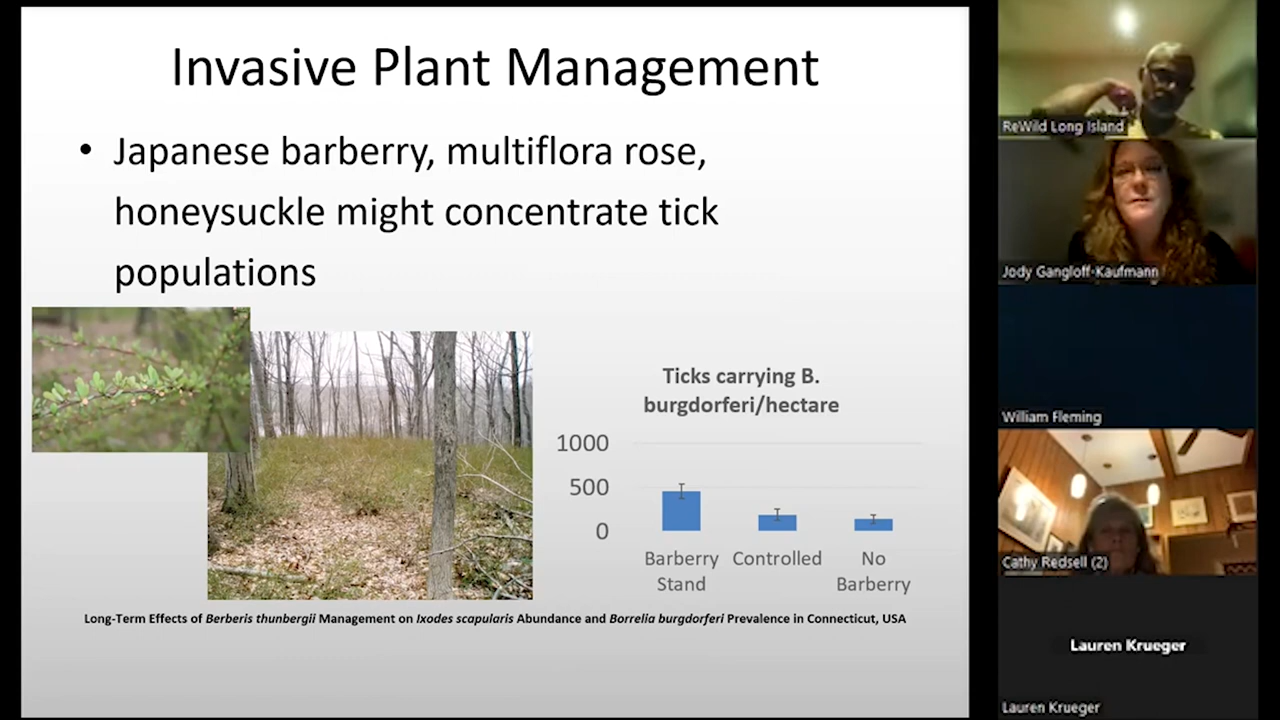 Invasive Plant Management
• Japanese barberry, multiflora rose,
honeysuckle might concentrate tick
populations
Ticks carrying B.
burgdorferi/hectare
1000
500
0
Barberry
Stand
Controlled
No
Barberry
Long-Term Effects of Berberis thunbergii Management on Ixodes scapularis Abundance and Borrelia burgdorferi Prevalence in Connecticut, USA
ReWild Long Island
Jody Gangloff-Kaufmann
William Fleming
Cathy Redsell (2)
Lauren Krueger
Lauren Krueger